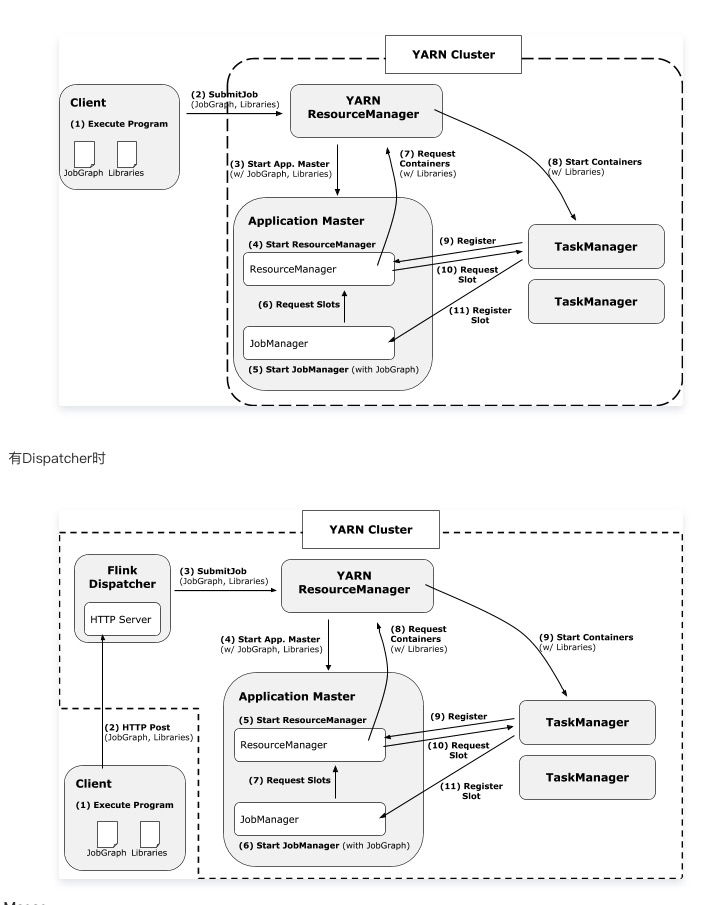 YARN Cluster
Client
(1) Execute Program
JobGraph Libraries
(2) SubmitJob
(JobGraph, Libraries)
YARN
ResourceManager
(3) Start App. Master
(w/ JobGraph, Libraries)
(7) Request
Containers
(w/ Libraries)
(8) Start Containers
(w/ Libraries)
Application Master
(4) Start ResourceManager
ResourceManager
(6) Request Slots
JobManager
(5) Start JobManager (with JobGraph)
(9) Register
(10) Request
Slot
(11) Register
Slot
TaskManager
TaskManager
有Dispatcher时
YARN Cluster
Flink
Dispatcher
HTTP Server
(3) SubmitJob
(JobGraph, Libraries)
YARN
ResourceManager
(4) Start App. Master
(w/ JobGraph, Libraries)
(8) Request
Containers
(w/ Libraries)
(9) Start Containers
(w/ Libraries)
(2) HTTP Post
(JobGraph, Libraries)
Client
(1) Execute Program
JobGraph Libraries
Application Master
(5) Start ResourceManager
ResourceManager
(7) Request Slots
JobManager
(6) Start JobManager (with JobGraph)
(9) Register
(10) Request
Slot
(11) Register
Slot
TaskManager
TaskManager